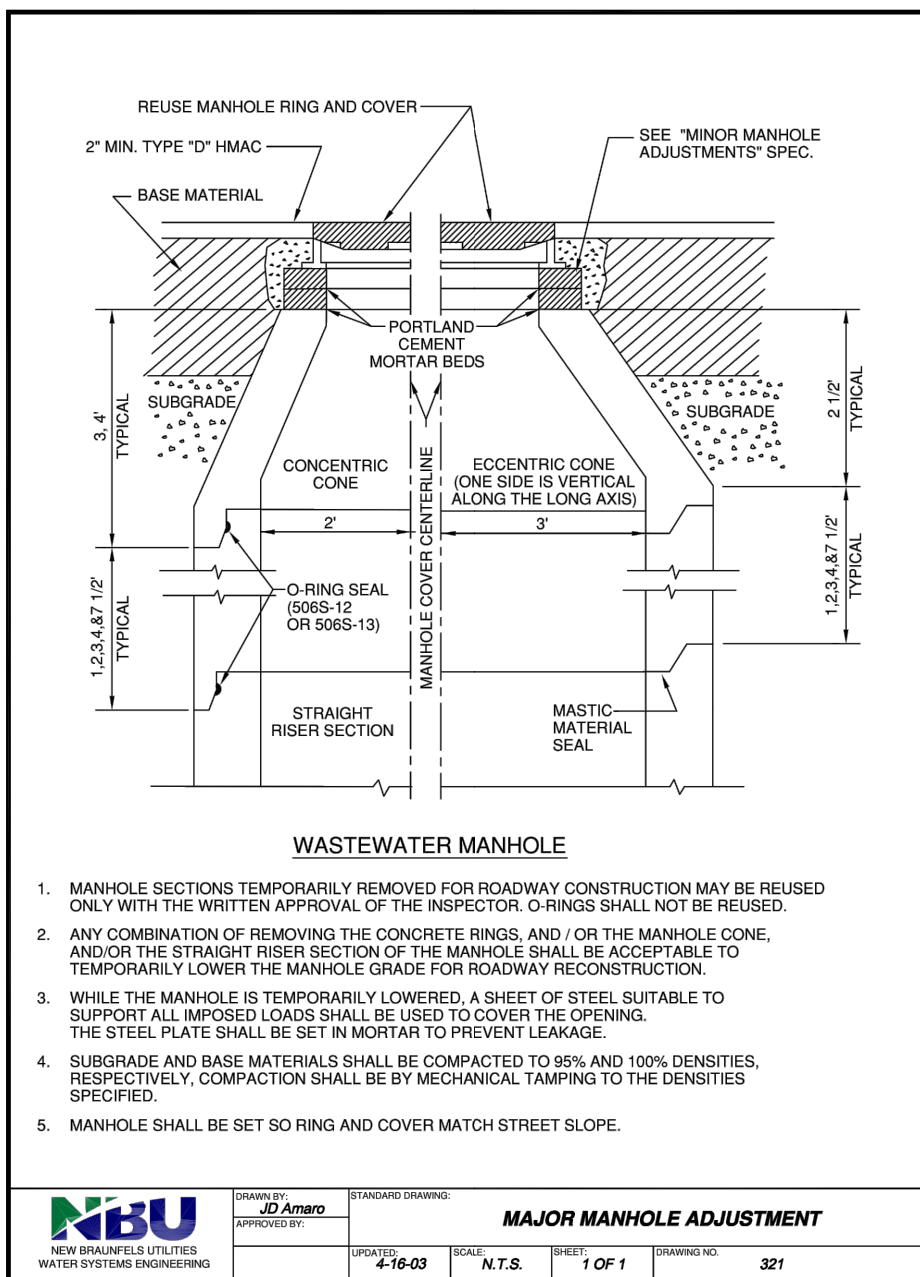 REUSE MANHOLE RING AND COVER
2" MIN. TYPE "D" HMAC
SEE "MINOR MANHOLE
ADJUSTMENTS" SPEC.
BASE MATERIAL
PORTLAND
CEMENT
MORTAR BEDS
SUBGRADE
SUBGRADE
3, 4'
TYPICAL
2 1/2'
TYPICAL
CONCENTRIC
CONE
ECCENTRIC CONE
(ONE SIDE IS VERTICAL
ALONG THE LONG AXIS)
2'
3'
MANHOLE COVER CENTERLINE
1,2,3,4,&7 1/2'
TYPICAL
1,2,3,4,&7 1/2'
TYPICAL
O-RING SEAL
(506S-12
OR 506S-13)
STRAIGHT
RISER SECTION
MASTIC
MATERIAL
SEAL
WASTEWATER MANHOLE
1. MANHOLE SECTIONS TEMPORARILY REMOVED FOR ROADWAY CONSTRUCTION MAY BE REUSED
ONLY WITH THE WRITTEN APPROVAL OF THE INSPECTOR. O-RINGS SHALL NOT BE REUSED.
2. ANY COMBINATION OF REMOVING THE CONCRETE RINGS, AND / OR THE MANHOLE CONE,
AND/OR THE STRAIGHT RISER SECTION OF THE MANHOLE SHALL BE ACCEPTABLE TO
TEMPORARILY LOWER THE MANHOLE GRADE FOR ROADWAY RECONSTRUCTION.
3. WHILE THE MANHOLE IS TEMPORARILY LOWERED, A SHEET OF STEEL SUITABLE TO
SUPPORT ALL IMPOSED LOADS SHALL BE USED TO COVER THE OPENING.
THE STEEL PLATE SHALL BE SET IN MORTAR TO PREVENT LEAKAGE.
4. SUBGRADE AND BASE MATERIALS SHALL BE COMPACTED TO 95% AND 100% DENSITIES,
RESPECTIVELY, COMPACTION SHALL BE BY MECHANICAL TAMPING TO THE DENSITIES
SPECIFIED.
5. MANHOLE SHALL BE SET SO RING AND COVER MATCH STREET SLOPE.
NBU
NEW BRAUNFELS UTILITIES
WATER SYSTEMS ENGINEERING
DRAWN BY:
JD Amaro
APPROVED BY:
STANDARD DRAWING:
MAJOR MANHOLE ADJUSTMENT
UPDATED:
4-16-03
SCALE:
N.T.S.
SHEET:
1 OF 1
DRAWING NO.
321